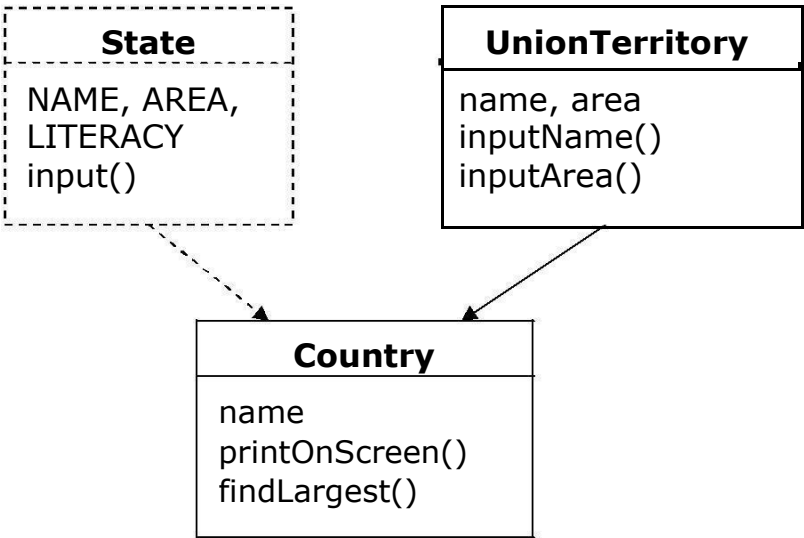 State
NAME, AREA,
LITERACY
input()
UnionTerritory
name, area
inputName()
inputArea()
Country
name
printOnScreen()
findLargest()